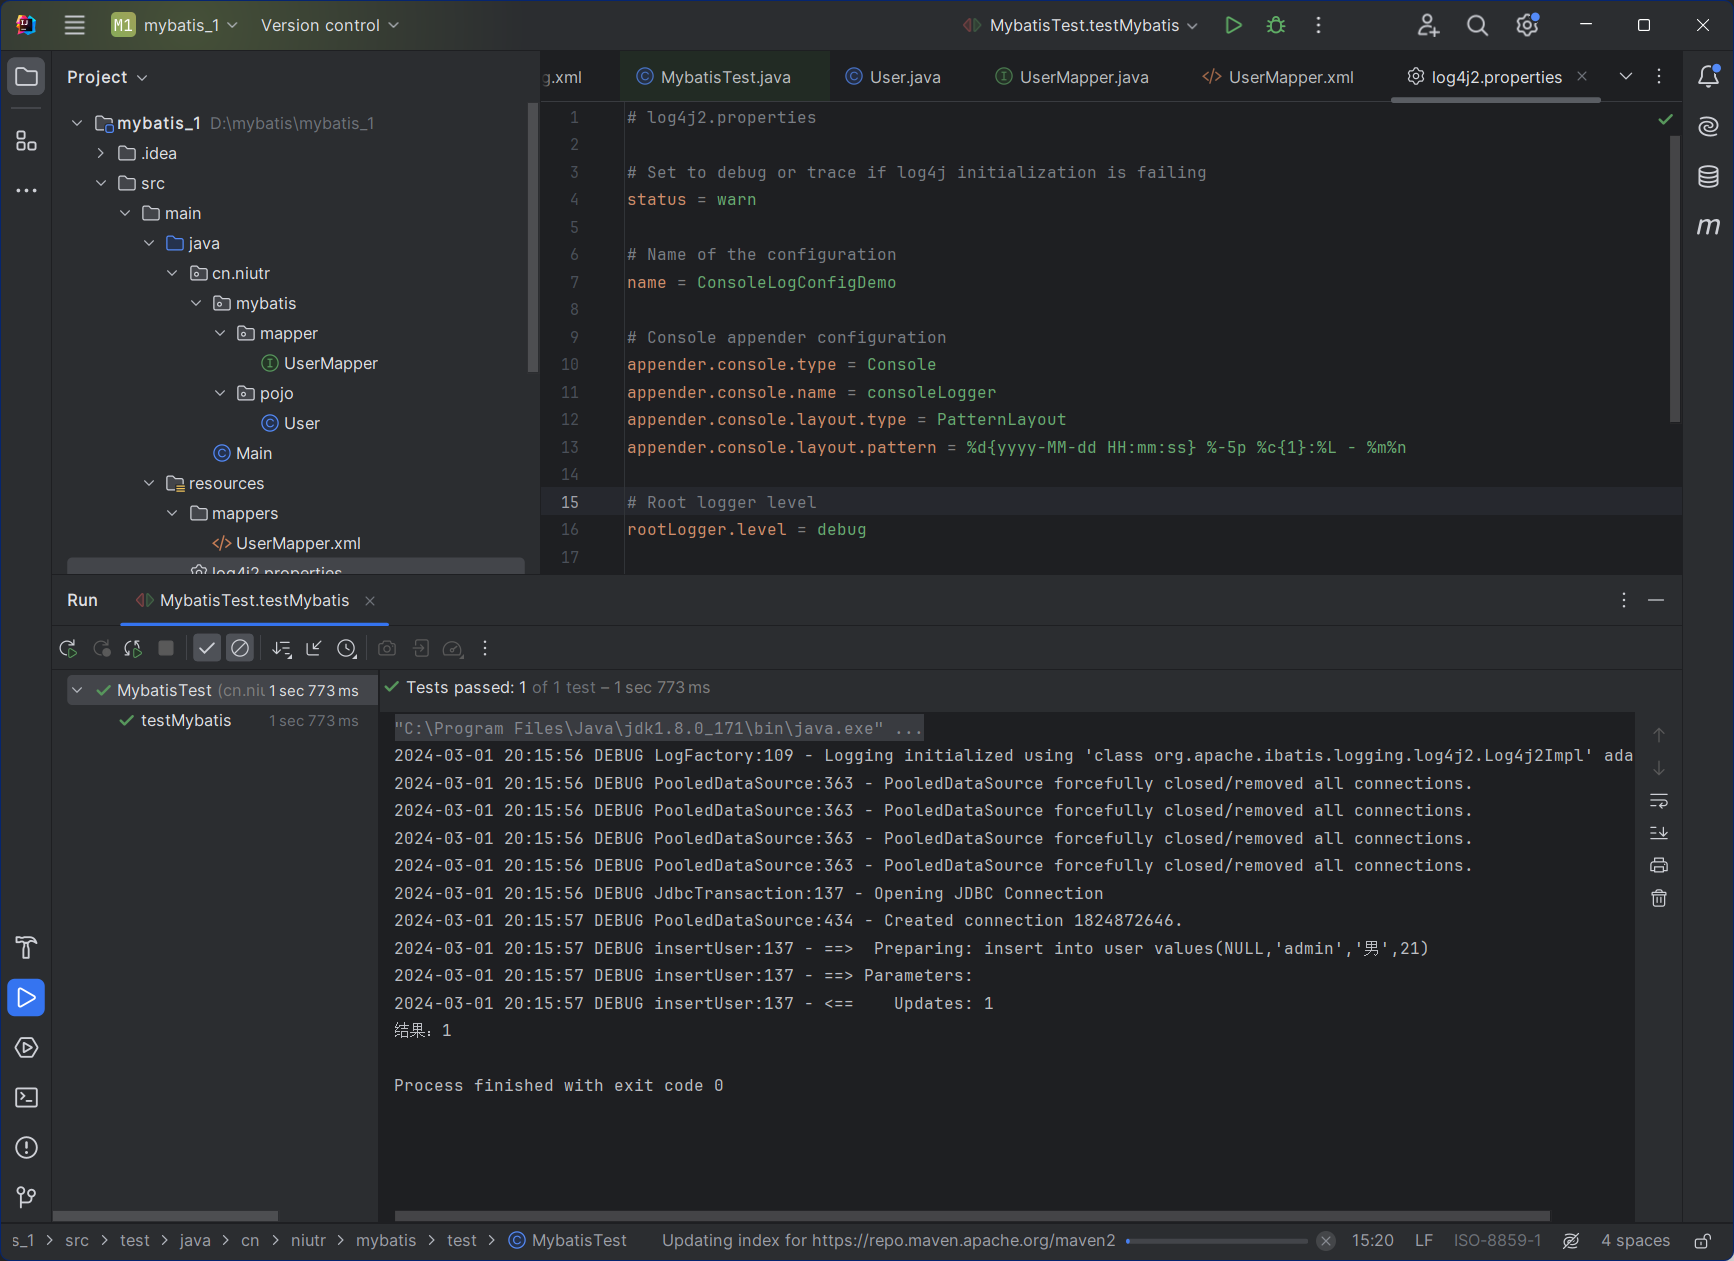 M1 mybatis_1 Version control MybatisTest.testMybatis
Project
g.xml MybatisTest.java User.java UserMapper.java UserMapper.xml log4j2.properties
mybatis_1 D:\mybatis\mybatis_1
.idea
src
main
java
cn.niutr
mybatis
mapper
UserMapper
pojo
User
Main
resources
mappers
UserMapper.xml
log4j2.properties
1 # log4j2.properties
2
3 # Set to debug or trace if log4j initialization is failing
4 status = warn
5
6 # Name of the configuration
7 name = ConsoleLogConfigDemo
8
9 # Console appender configuration
10 appender.console.type = Console
11 appender.console.name = consoleLogger
12 appender.console.layout.type = PatternLayout
13 appender.console.layout.pattern = %d{yyyy-MM-dd HH:mm:ss} %-5p %c{1}:%L - %m%n
14
15 # Root logger level
16 rootLogger.level = debug
17
Run MybatisTest.testMybatis
MybatisTest (cn.niu 1 sec 773 ms
testMybatis 1 sec 773 ms
Tests passed: 1 of 1 test – 1 sec 773 ms
"C:\Program Files\Java\jdk1.8.0_171\bin\java.exe" ...
2024-03-01 20:15:56 DEBUG LogFactory:109 - Logging initialized using 'class org.apache.ibatis.logging.log4j2.Log4j2Impl' ada
2024-03-01 20:15:56 DEBUG PooledDataSource:363 - PooledDataSource forcefully closed/removed all connections.
2024-03-01 20:15:56 DEBUG PooledDataSource:363 - PooledDataSource forcefully closed/removed all connections.
2024-03-01 20:15:56 DEBUG PooledDataSource:363 - PooledDataSource forcefully closed/removed all connections.
2024-03-01 20:15:56 DEBUG PooledDataSource:363 - PooledDataSource forcefully closed/removed all connections.
2024-03-01 20:15:56 DEBUG JdbcTransaction:137 - Opening JDBC Connection
2024-03-01 20:15:57 DEBUG PooledDataSource:434 - Created connection 1824872646.
2024-03-01 20:15:57 DEBUG insertUser:137 - ==>  Preparing: insert into user values(NULL,'admin','男',21)
2024-03-01 20:15:57 DEBUG insertUser:137 - ==> Parameters:
2024-03-01 20:15:57 DEBUG insertUser:137 - <==    Updates: 1
结果：1
Process finished with exit code 0
s_1 > src > test > java > cn > niutr > mybatis > test > MybatisTest Updating index for https://repo.maven.apache.org/maven2 15:20 LF ISO-8859-1 4 spaces